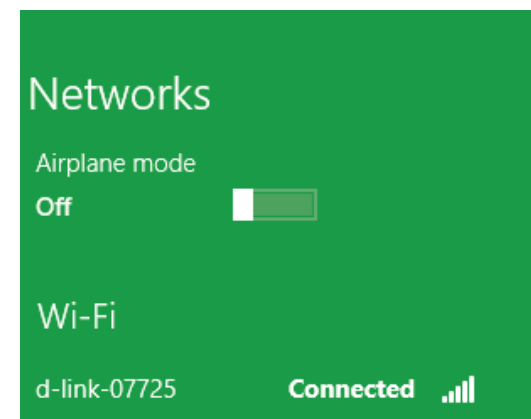 Networks
Airplane mode
Off
Wi-Fi
d-link-07725 Connected